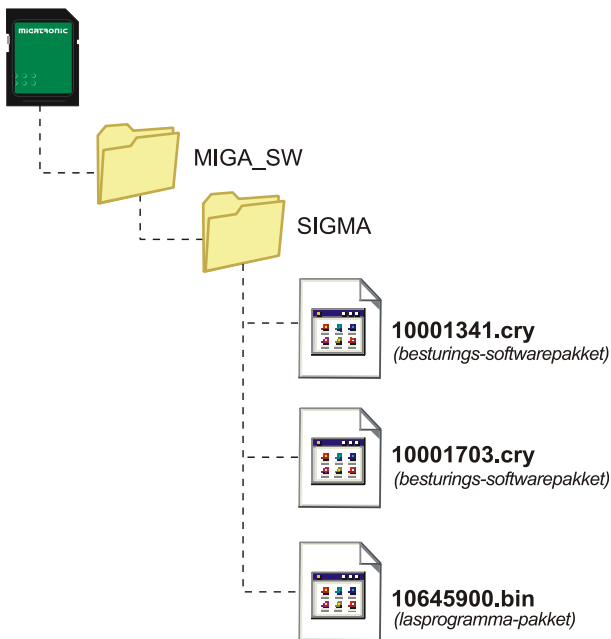 MIGATRONIC
MIGA_SW
SIGMA
10001341.cry
(besturings-softwarepakket)
10001703.cry
(besturings-softwarepakket)
10645900.bin
(lasprogramma-pakket)